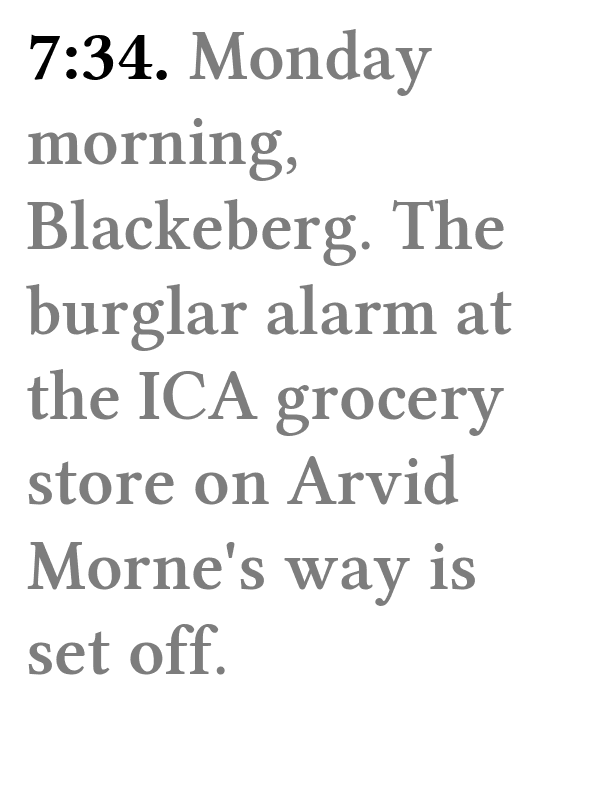 7:34. Monday
morning,
Blackeberg. The
burglar alarm at
the ICA grocery
store on Arvid
Morne's way is
set off.